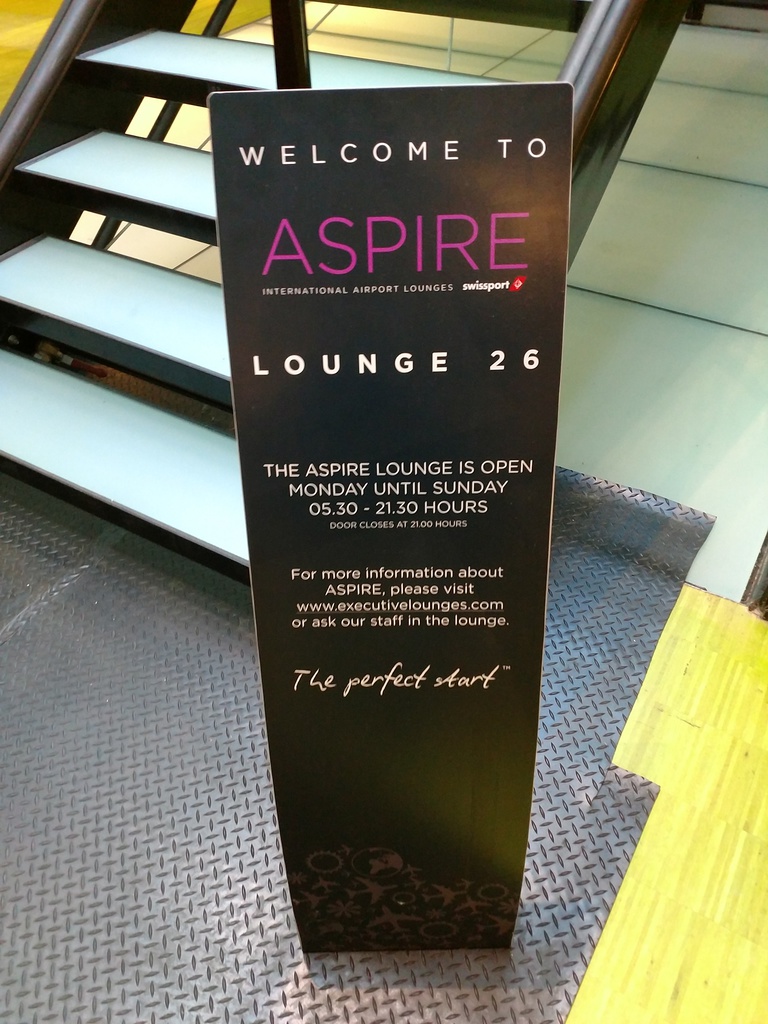 WELCOME TO
ASPIRE
INTERNATIONAL AIRPORT LOUNGES swissport
LOUNGE 26
THE ASPIRE LOUNGE IS OPEN
MONDAY UNTIL SUNDAY
05.30 - 21.30 HOURS
DOOR CLOSES AT 21.00 HOURS
For more information about
ASPIRE, please visit
www.executivelounges.com
or ask our staff in the lounge.
The perfect start™